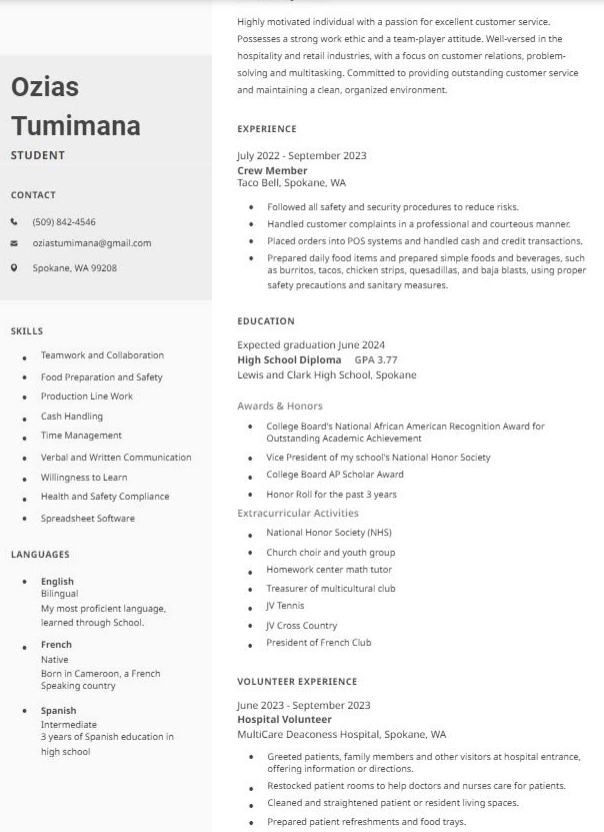 Ozias
Tumimana
STUDENT
CONTACT
(509) 842-4546
oziastumimana@gmail.com
Spokane, WA 99208
SKILLS
Teamwork and Collaboration
Food Preparation and Safety
Production Line Work
Cash Handling
Time Management
Verbal and Written Communication
Willingness to Learn
Health and Safety Compliance
Spreadsheet Software
LANGUAGES
English
Bilingual
My most proficient language,
learned through School.
French
Native
Born in Cameroon, a French
Speaking country
Spanish
Intermediate
3 years of Spanish education in
high school
Highly motivated individual with a passion for excellent customer service.
Possesses a strong work ethic and a team-player attitude. Well-versed in the
hospitality and retail industries, with a focus on customer relations, problem-
solving and multitasking. Committed to providing outstanding customer service
and maintaining a clean, organized environment.
EXPERIENCE
July 2022 - September 2023
Crew Member
Taco Bell, Spokane, WA
Followed all safety and security procedures to reduce risks.
Handled customer complaints in a professional and courteous manner.
Placed orders into POS systems and handled cash and credit transactions.
Prepared daily food items and prepared simple foods and beverages, such
as burritos, tacos, chicken strips, quesadillas, and baja blasts, using proper
safety precautions and sanitary measures.
EDUCATION
Expected graduation June 2024
High School Diploma GPA 3.77
Lewis and Clark High School, Spokane
Awards & Honors
College Board's National African American Recognition Award for
Outstanding Academic Achievement
Vice President of my school's National Honor Society
College Board AP Scholar Award
Honor Roll for the past 3 years
Extracurricular Activities
National Honor Society (NHS)
Church choir and youth group
Homework center math tutor
Treasurer of multicultural club
JV Tennis
JV Cross Country
President of French Club
VOLUNTEER EXPERIENCE
June 2023 - September 2023
Hospital Volunteer
MultiCare Deaconess Hospital, Spokane, WA
Greeted patients, family members and other visitors at hospital entrance,
offering information or directions.
Restocked patient rooms to help doctors and nurses care for patients.
Cleaned and straightened patient or resident living spaces.
Prepared patient refreshments and food trays.